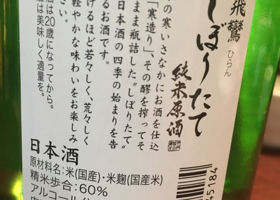 飛鸞
ひらん
しぼりたて
純米原酒
の寒いさなかにお酒を仕込
「寒造り」、その醪を搾ってそ
まま瓶詰した"しぼりたて"
日本酒の四季の始まりを告
るお酒です。
けるほど若々しく、荒々しく
軽やかな味わいをお楽しみ
酒は20歳になってから。
美味しく適量を。
日本酒
原材料名:米(国産)・米麹(国産米)
精米歩合:60%
アルコール
45184